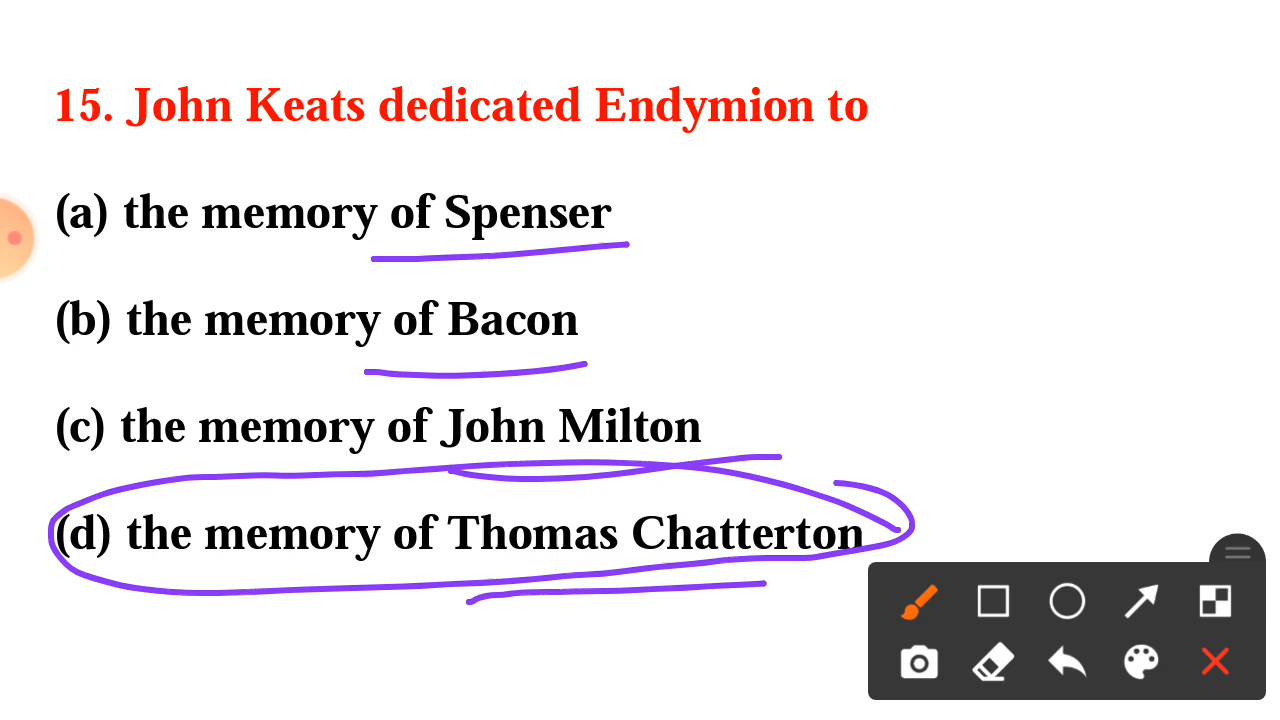 15. John Keats dedicated Endymion to
(a) the memory of Spenser
(b) the memory of Bacon
(c) the memory of John Milton
(d) the memory of Thomas Chatterton